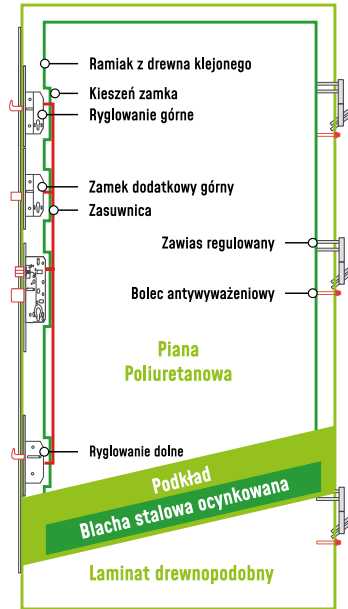 Ramiak z drewna klejonego
Kieszeń zamka
Ryglowanie górne
Zamek dodatkowy górny
Zasuwnica
Zawias regulowany
Bolec antywyważeniowy
Piana
Poliuretanowa
Ryglowanie dolne
Podkład
Blacha stalowa ocynkowana
Laminat drewnopodobny